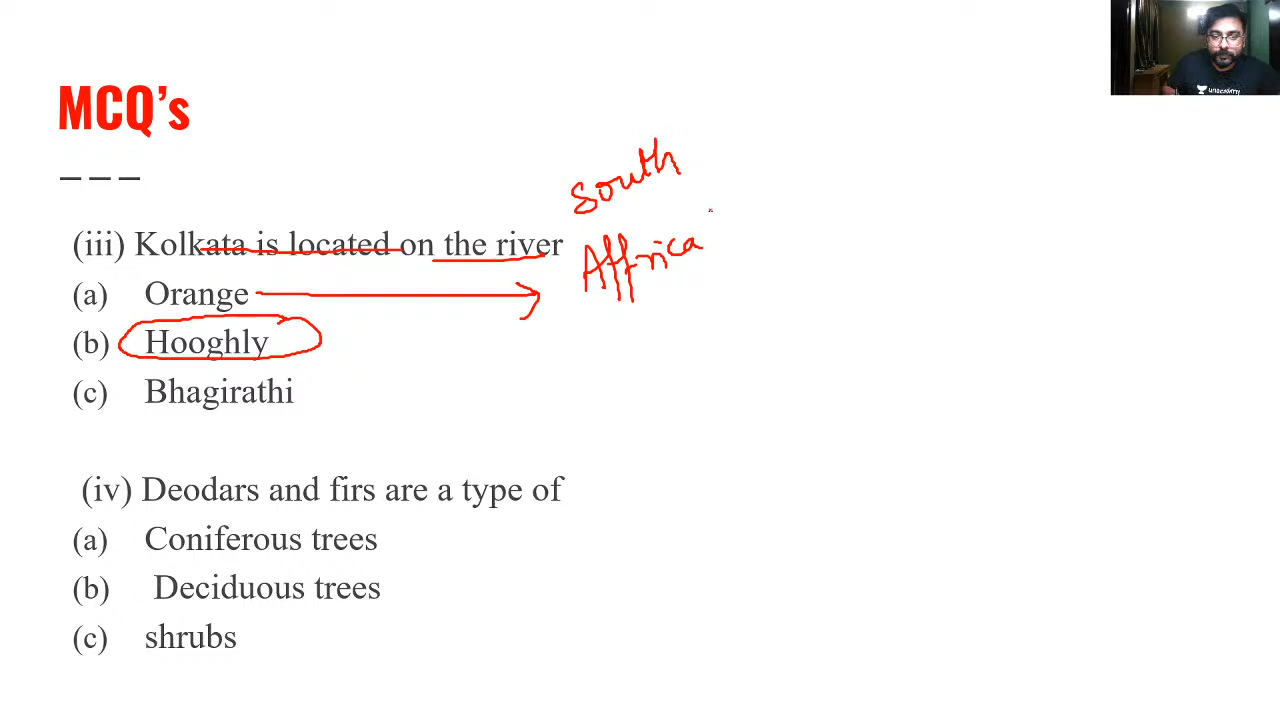 MCQ's
South
(iii) Kolkata is located on the river
Affrica
(a) Orange
(b) Hooghly
(c) Bhagirathi
(iv) Deodars and firs are a type of
(a) Coniferous trees
(b) Deciduous trees
(c) shrubs
unacademy